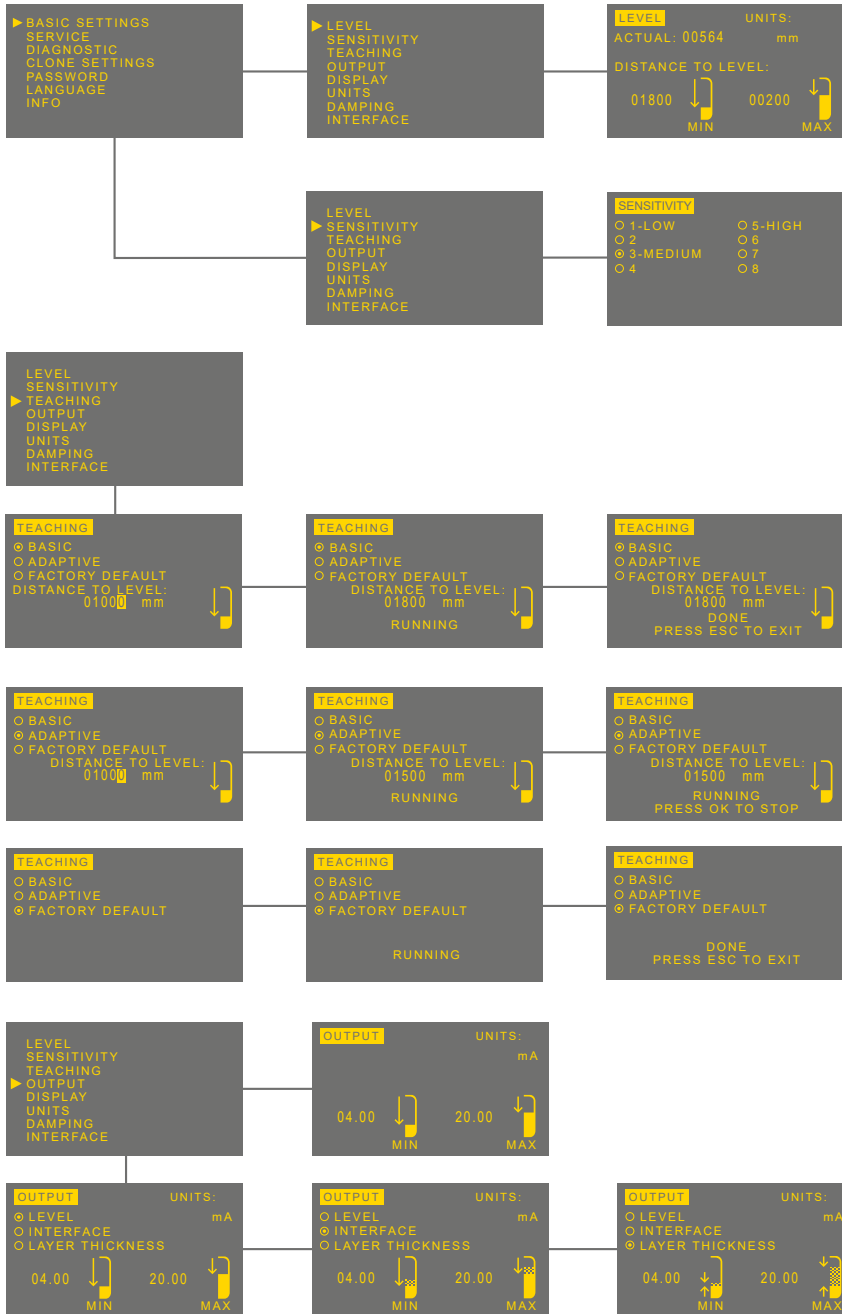 BASIC SETTINGS
SERVICE
DIAGNOSTIC
CLONE SETTINGS
PASSWORD
LANGUAGE
INFO
LEVEL
SENSITIVITY
TEACHING
OUTPUT
DISPLAY
UNITS
DAMPING
INTERFACE
LEVEL UNITS:
ACTUAL: 00564 mm
DISTANCE TO LEVEL:
01800 00200
MIN MAX
LEVEL
SENSITIVITY
TEACHING
OUTPUT
DISPLAY
UNITS
DAMPING
INTERFACE
SENSITIVITY
1-LOW 5-HIGH
2 6
3-MEDIUM 7
4 8
LEVEL
SENSITIVITY
TEACHING
OUTPUT
DISPLAY
UNITS
DAMPING
INTERFACE
TEACHING
BASIC
ADAPTIVE
FACTORY DEFAULT
DISTANCE TO LEVEL:
01000 mm
TEACHING
BASIC
ADAPTIVE
FACTORY DEFAULT
DISTANCE TO LEVEL:
01800 mm
RUNNING
TEACHING
BASIC
ADAPTIVE
FACTORY DEFAULT
DISTANCE TO LEVEL:
01800 mm
DONE
PRESS ESC TO EXIT
TEACHING
BASIC
ADAPTIVE
FACTORY DEFAULT
DISTANCE TO LEVEL:
01000 mm
TEACHING
BASIC
ADAPTIVE
FACTORY DEFAULT
DISTANCE TO LEVEL:
01500 mm
RUNNING
TEACHING
BASIC
ADAPTIVE
FACTORY DEFAULT
DISTANCE TO LEVEL:
01500 mm
RUNNING
PRESS OK TO STOP
TEACHING
BASIC
ADAPTIVE
FACTORY DEFAULT
TEACHING
BASIC
ADAPTIVE
FACTORY DEFAULT
RUNNING
TEACHING
BASIC
ADAPTIVE
FACTORY DEFAULT
DONE
PRESS ESC TO EXIT
LEVEL
SENSITIVITY
TEACHING
OUTPUT
DISPLAY
UNITS
DAMPING
INTERFACE
OUTPUT UNITS:
mA
04.00 20.00
MIN MAX
OUTPUT UNITS:
LEVEL mA
INTERFACE
LAYER THICKNESS
04.00 20.00
MIN MAX
OUTPUT UNITS:
LEVEL mA
INTERFACE
LAYER THICKNESS
04.00 20.00
MIN MAX
OUTPUT UNITS:
LEVEL mA
INTERFACE
LAYER THICKNESS
04.00 20.00
MIN MAX